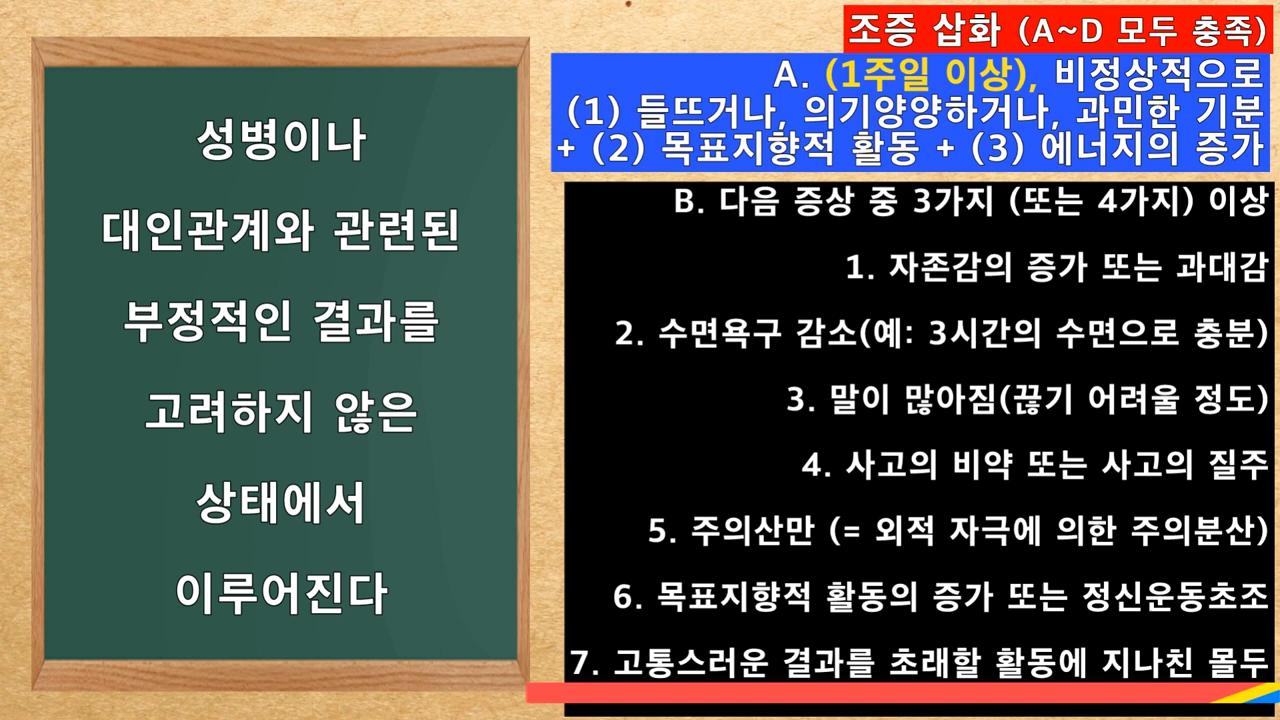 성병이나
대인관계와 관련된
부정적인 결과를
고려하지 않은
상태에서
이루어진다
조증 삽화 (A~D 모두 충족)
A. (1주일 이상), 비정상적으로
(1) 들뜨거나, 의기양양하거나, 과민한 기분
+ (2) 목표지향적 활동 + (3) 에너지의 증가
B. 다음 증상 중 3가지 (또는 4가지) 이상
1. 자존감의 증가 또는 과대감
2. 수면욕구 감소(예: 3시간의 수면으로 충분)
3. 말이 많아짐(끊기 어려울 정도)
4. 사고의 비약 또는 사고의 질주
5. 주의산만 (= 외적 자극에 의한 주의분산)
6. 목표지향적 활동의 증가 또는 정신운동초조
7. 고통스러운 결과를 초래할 활동에 지나친 몰두